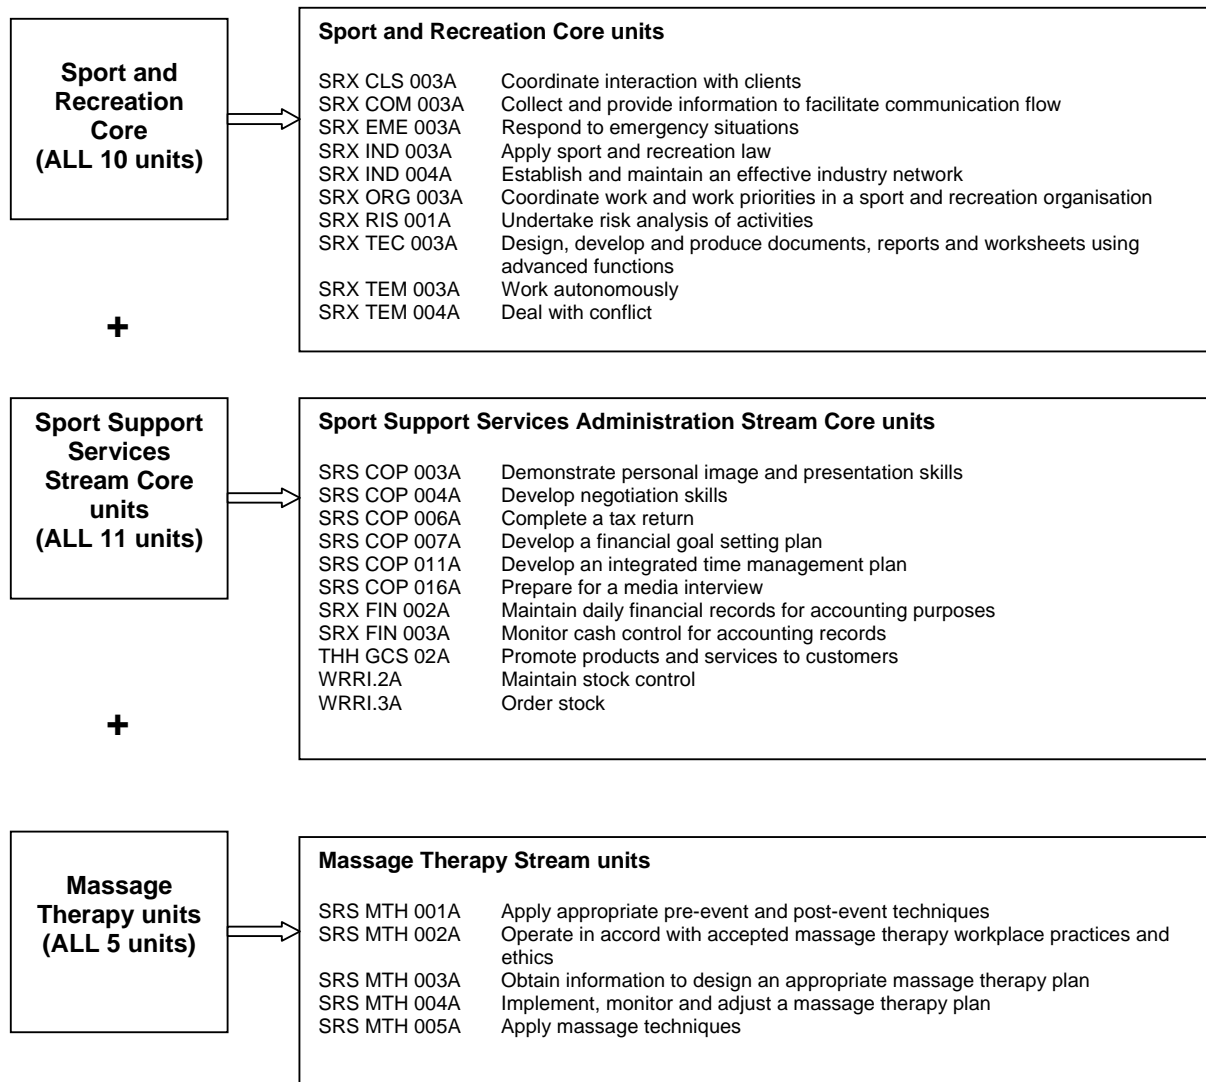 Sport and
Recreation
Core
(ALL 10 units)
Sport and Recreation Core units
SRX CLS 003A Coordinate interaction with clients
SRX COM 003A Collect and provide information to facilitate communication flow
SRX EME 003A Respond to emergency situations
SRX IND 003A Apply sport and recreation law
SRX IND 004A Establish and maintain an effective industry network
SRX ORG 003A Coordinate work and work priorities in a sport and recreation organisation
SRX RIS 001A Undertake risk analysis of activities
SRX TEC 003A Design, develop and produce documents, reports and worksheets using
advanced functions
SRX TEM 003A Work autonomously
SRX TEM 004A Deal with conflict
+
Sport Support
Services
Stream Core
units
(ALL 11 units)
Sport Support Services Administration Stream Core units
SRS COP 003A Demonstrate personal image and presentation skills
SRS COP 004A Develop negotiation skills
SRS COP 006A Complete a tax return
SRS COP 007A Develop a financial goal setting plan
SRS COP 011A Develop an integrated time management plan
SRS COP 016A Prepare for a media interview
SRX FIN 002A Maintain daily financial records for accounting purposes
SRX FIN 003A Monitor cash control for accounting records
THH GCS 02A Promote products and services to customers
WRRI.2A Maintain stock control
WRRI.3A Order stock
+
Massage
Therapy units
(ALL 5 units)
Massage Therapy Stream units
SRS MTH 001A Apply appropriate pre-event and post-event techniques
SRS MTH 002A Operate in accord with accepted massage therapy workplace practices and
ethics
SRS MTH 003A Obtain information to design an appropriate massage therapy plan
SRS MTH 004A Implement, monitor and adjust a massage therapy plan
SRS MTH 005A Apply massage techniques